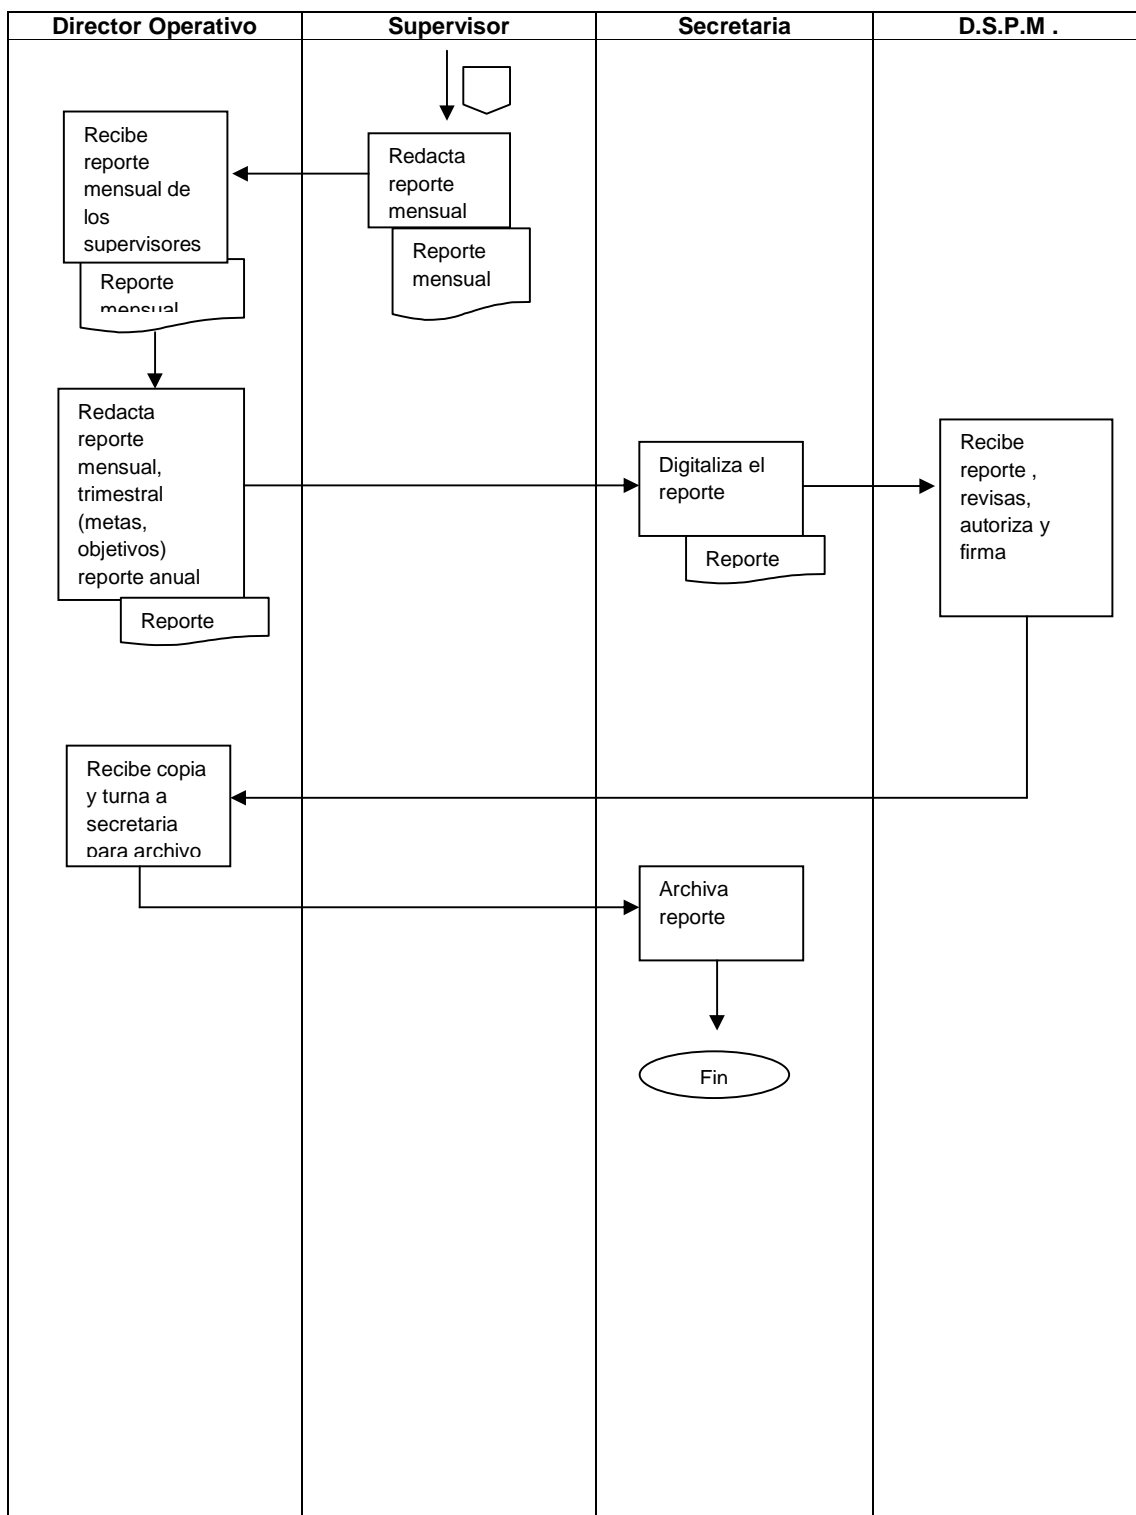 Director Operativo
Supervisor
Secretaria
D.S.P.M .
Recibe
reporte
mensual de
los
supervisores
Reporte
mensual
Redacta
reporte
mensual
Reporte
mensual
Redacta
reporte
mensual,
trimestral
(metas,
objetivos)
reporte anual
Reporte
Digitaliza el
reporte
Reporte
Recibe
reporte ,
revisas,
autoriza y
firma
Recibe copia
y turna a
secretaria
para archivo
Archiva
reporte
Fin